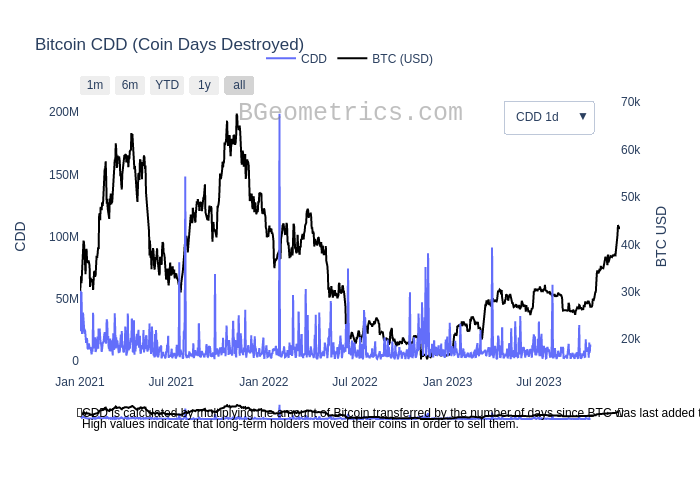 Bitcoin CDD (Coin Days Destroyed)
CDD BTC (USD)
1m 6m YTD 1y all
BGeometrics.com
CDD 1d ▼
200M
150M
100M
50M
0
CDD
70k
60k
50k
40k
30k
20k
BTC USD
Jan 2021 Jul 2021 Jan 2022 Jul 2022 Jan 2023 Jul 2023
CDD is calculated by multiplying the amount of Bitcoin transferred by the number of days since BTC was last added t
High values indicate that long-term holders moved their coins in order to sell them.